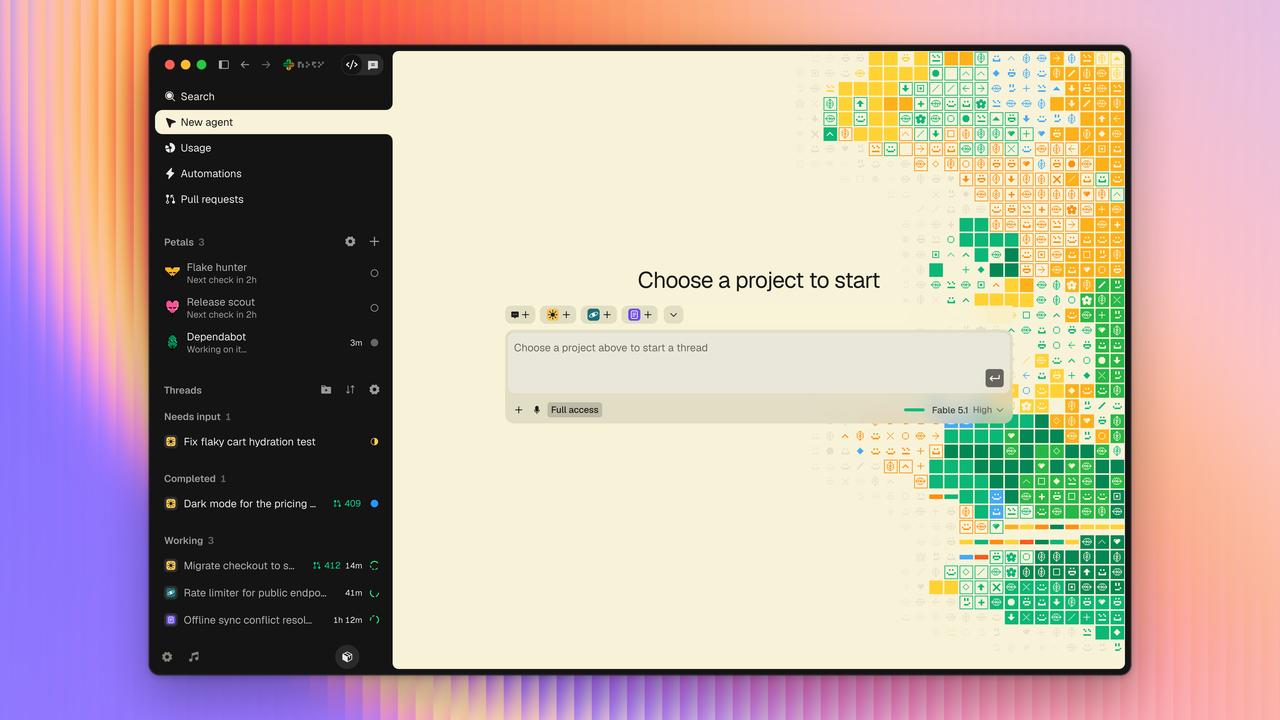 Search
New agent
Usage
Automations
Pull requests
Petals 3
Flake hunter
Next check in 2h
Release scout
Next check in 2h
Dependabot
Working on it...
3m
Threads
Needs input 1
Fix flaky cart hydration test
Completed 1
Dark mode for the pricing ...
409
Working 3
Migrate checkout to s...
412 14m
Rate limiter for public endpo...
41m
Offline sync conflict resol...
1h 12m
Choose a project to start
Choose a project above to start a thread
Full access
Fable 5.1 High